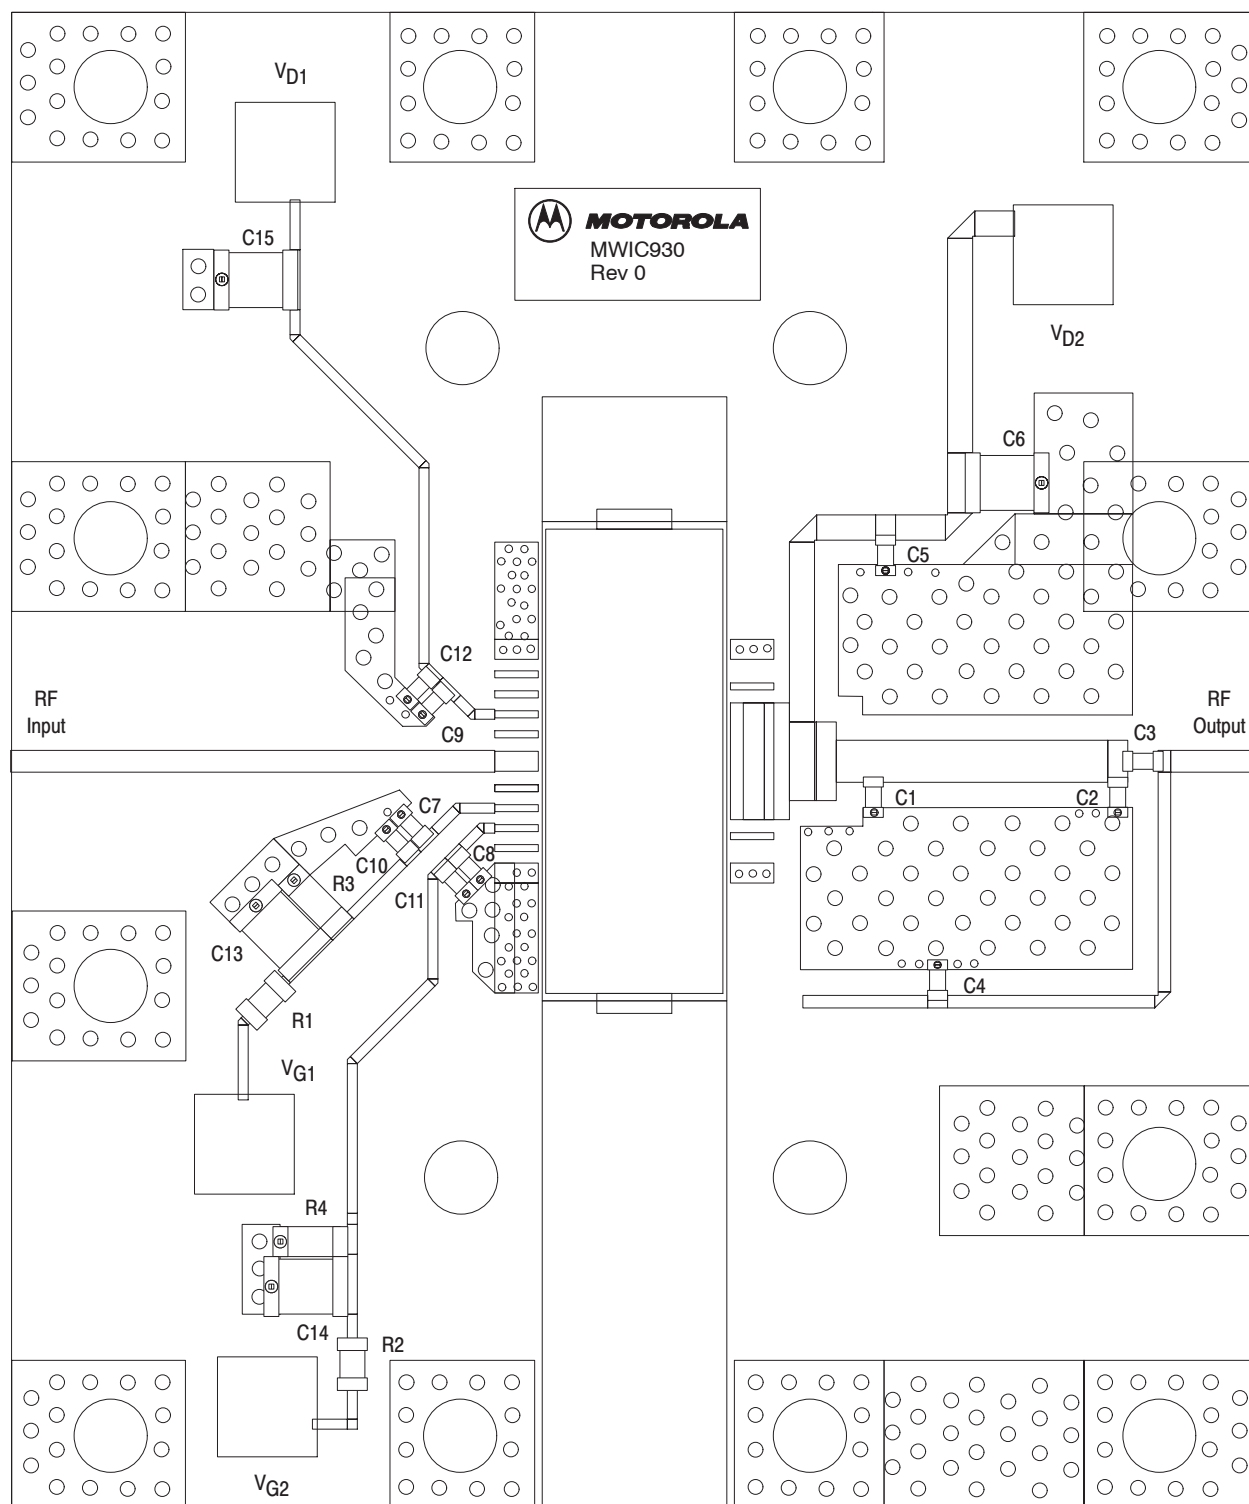 VD1
MOTOROLA
MWIC930
Rev 0
C15
VD2
C6
C5
C12
RF
Input
C9
RF
Output
C3
C7
C1
C2
C10
C8
R3
C11
C13
C4
R1
VG1
R4
C14
R2
VG2